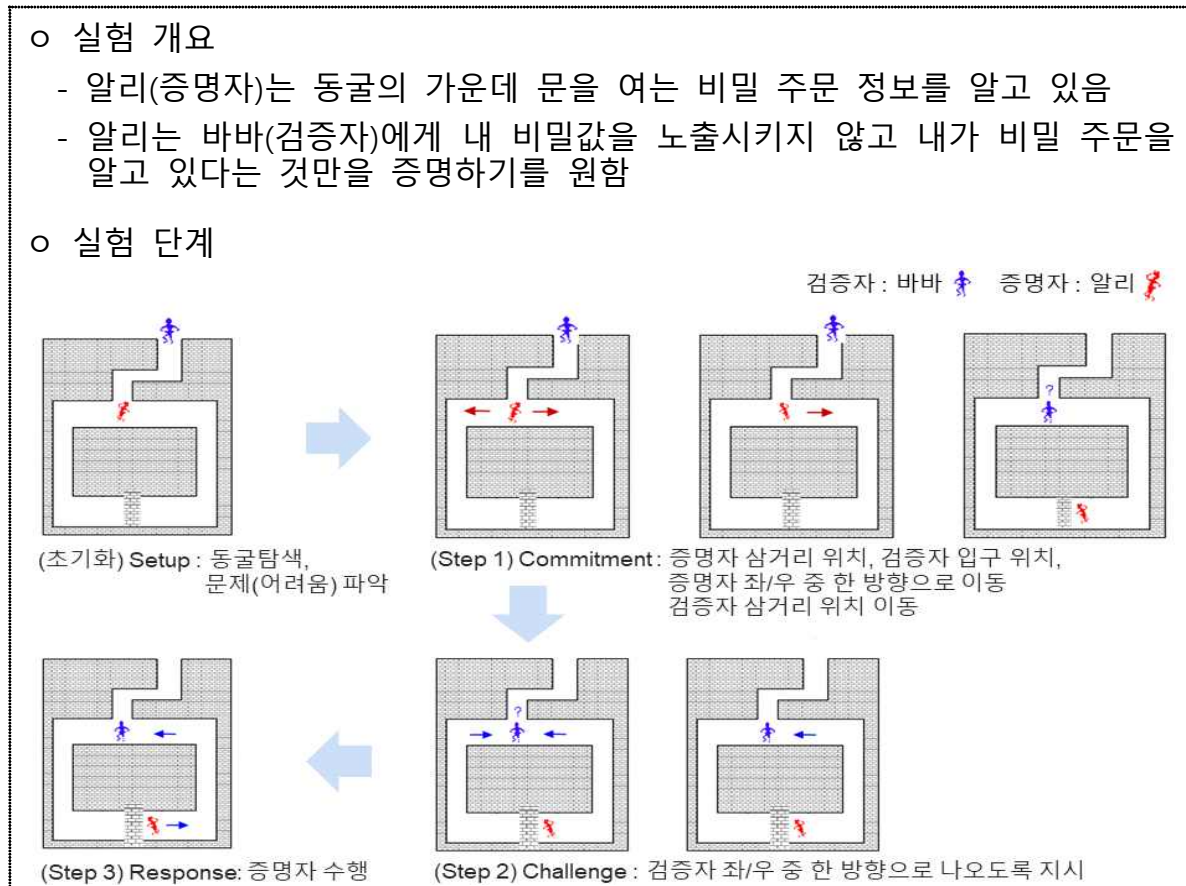 ㅇ 실험 개요
- 알리(증명자)는 동굴의 가운데 문을 여는 비밀 주문 정보를 알고 있음
- 알리는 바바(검증자)에게 내 비밀값을 노출시키지 않고 내가 비밀 주문을
알고 있다는 것만을 증명하기를 원함
ㅇ 실험 단계
검증자 : 바바 증명자 : 알리
?
(초기화) Setup : 동굴탐색,
문제(어려움) 파악
(Step 1) Commitment : 증명자 삼거리 위치, 검증자 입구 위치,
증명자 좌/우 중 한 방향으로 이동
검증자 삼거리 위치 이동
?
(Step 3) Response: 증명자 수행
(Step 2) Challenge : 검증자 좌/우 중 한 방향으로 나오도록 지시